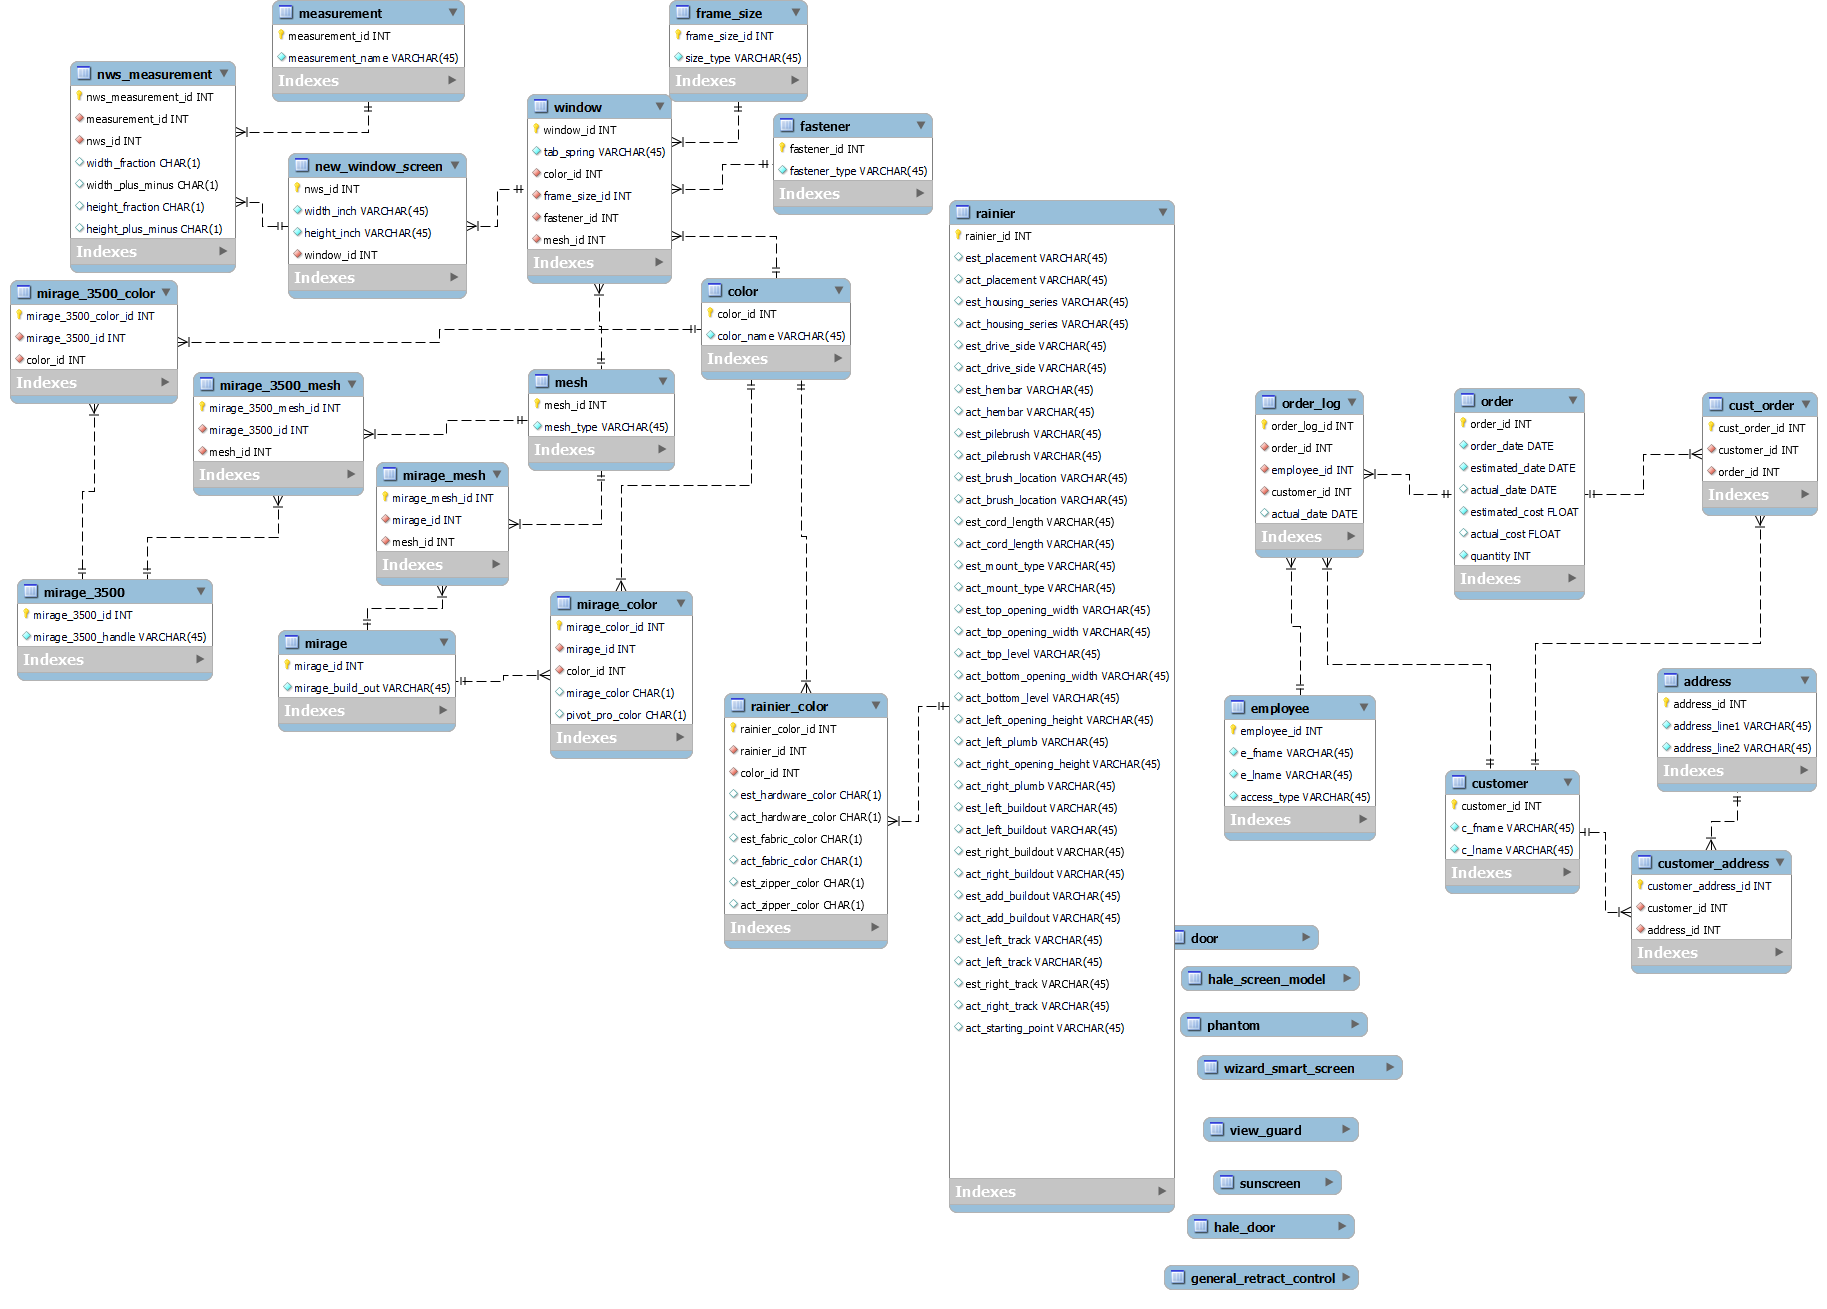 measurement
measurement_id INT
measurement_name VARCHAR(45)
Indexes
frame_size
frame_size_id INT
size_type VARCHAR(45)
Indexes
nws_measurement
nws_measurement_id INT
measurement_id INT
nws_id INT
width_fraction CHAR(1)
width_plus_minus CHAR(1)
height_fraction CHAR(1)
height_plus_minus CHAR(1)
Indexes
window
window_id INT
tab_spring VARCHAR(45)
color_id INT
frame_size_id INT
fastener_id INT
mesh_id INT
Indexes
fastener
fastener_id INT
fastener_type VARCHAR(45)
Indexes
new_window_screen
nws_id INT
width_inch VARCHAR(45)
height_inch VARCHAR(45)
window_id INT
Indexes
rainier
rainier_id INT
est_placement VARCHAR(45)
act_placement VARCHAR(45)
est_housing_series VARCHAR(45)
act_housing_series VARCHAR(45)
est_drive_side VARCHAR(45)
act_drive_side VARCHAR(45)
est_hembar VARCHAR(45)
act_hembar VARCHAR(45)
est_pilebrush VARCHAR(45)
act_pilebrush VARCHAR(45)
est_brush_location VARCHAR(45)
act_brush_location VARCHAR(45)
est_cord_length VARCHAR(45)
act_cord_length VARCHAR(45)
est_mount_type VARCHAR(45)
act_mount_type VARCHAR(45)
est_top_opening_width VARCHAR(45)
act_top_opening_width VARCHAR(45)
act_top_level VARCHAR(45)
act_bottom_opening_width VARCHAR(45)
act_bottom_level VARCHAR(45)
act_left_opening_height VARCHAR(45)
act_left_plumb VARCHAR(45)
act_right_opening_height VARCHAR(45)
act_right_plumb VARCHAR(45)
est_left_buildout VARCHAR(45)
act_left_buildout VARCHAR(45)
est_right_buildout VARCHAR(45)
act_right_buildout VARCHAR(45)
est_add_buildout VARCHAR(45)
act_add_buildout VARCHAR(45)
est_left_track VARCHAR(45)
act_left_track VARCHAR(45)
est_right_track VARCHAR(45)
act_right_track VARCHAR(45)
act_starting_point VARCHAR(45)
Indexes
mirage_3500_color
mirage_3500_color_id INT
mirage_3500_id INT
color_id INT
Indexes
color
color_id INT
color_name VARCHAR(45)
Indexes
mirage_3500_mesh
mirage_3500_mesh_id INT
mirage_3500_id INT
mesh_id INT
Indexes
mesh
mesh_id INT
mesh_type VARCHAR(45)
Indexes
mirage_mesh
mirage_mesh_id INT
mirage_id INT
mesh_id INT
Indexes
mirage_3500
mirage_3500_id INT
mirage_3500_handle VARCHAR(45)
Indexes
mirage
mirage_id INT
mirage_build_out VARCHAR(45)
Indexes
mirage_color
mirage_color_id INT
mirage_id INT
color_id INT
mirage_color CHAR(1)
pivot_pro_color CHAR(1)
Indexes
rainier_color
rainier_color_id INT
rainier_id INT
color_id INT
est_hardware_color CHAR(1)
act_hardware_color CHAR(1)
est_fabric_color CHAR(1)
act_fabric_color CHAR(1)
est_zipper_color CHAR(1)
act_zipper_color CHAR(1)
Indexes
order_log
order_log_id INT
order_id INT
employee_id INT
customer_id INT
actual_date DATE
Indexes
order
order_id INT
order_date DATE
estimated_date DATE
actual_date DATE
estimated_cost FLOAT
actual_cost FLOAT
quantity INT
Indexes
cust_order
cust_order_id INT
customer_id INT
order_id INT
Indexes
employee
employee_id INT
e_fname VARCHAR(45)
e_lname VARCHAR(45)
access_type VARCHAR(45)
Indexes
customer
customer_id INT
c_fname VARCHAR(45)
c_lname VARCHAR(45)
Indexes
address
address_id INT
address_line1 VARCHAR(45)
address_line2 VARCHAR(45)
Indexes
customer_address
customer_address_id INT
customer_id INT
address_id INT
Indexes
door
hale_screen_model
phantom
wizard_smart_screen
view_guard
sunscreen
hale_door
general_retract_control